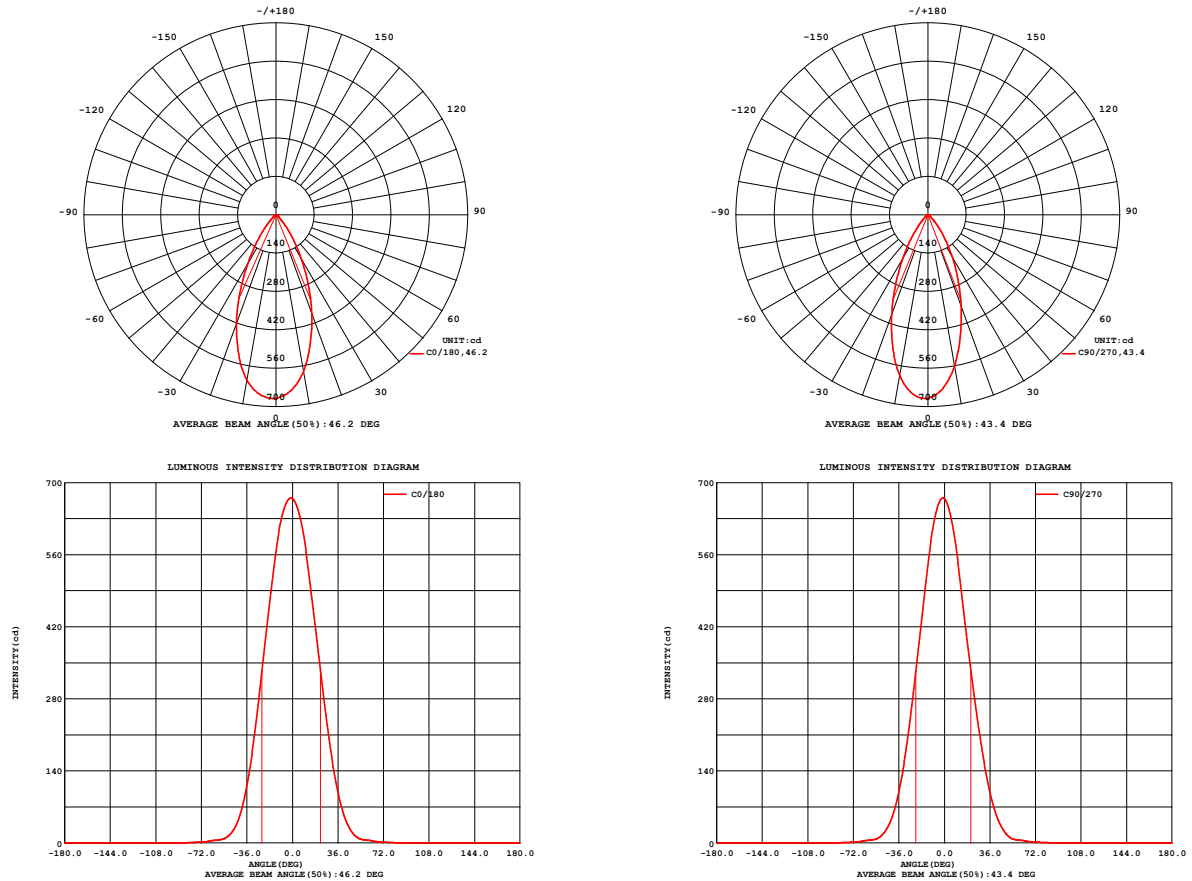 -/+180
-150
150
-120
120
-90
90
-60
60
-30
30
0
0
140
280
420
560
700
UNIT:cd
C0/180,46.2
AVERAGE BEAM ANGLE(50%):46.2 DEG
-/+180
-150
150
-120
120
-90
90
-60
60
-30
30
0
0
140
280
420
560
700
UNIT:cd
C90/270,43.4
AVERAGE BEAM ANGLE(50%):43.4 DEG
LUMINOUS INTENSITY DISTRIBUTION DIAGRAM
C0/180
700
560
420
280
140
0
INTENSITY(cd)
-180.0 -144.0 -108.0 -72.0 -36.0 0.0 36.0 72.0 108.0 144.0 180.0
ANGLE(DEG)
AVERAGE BEAM ANGLE(50%):46.2 DEG
LUMINOUS INTENSITY DISTRIBUTION DIAGRAM
C90/270
700
560
420
280
140
0
INTENSITY(cd)
-180.0 -144.0 -108.0 -72.0 -36.0 0.0 36.0 72.0 108.0 144.0 180.0
ANGLE(DEG)
AVERAGE BEAM ANGLE(50%):43.4 DEG